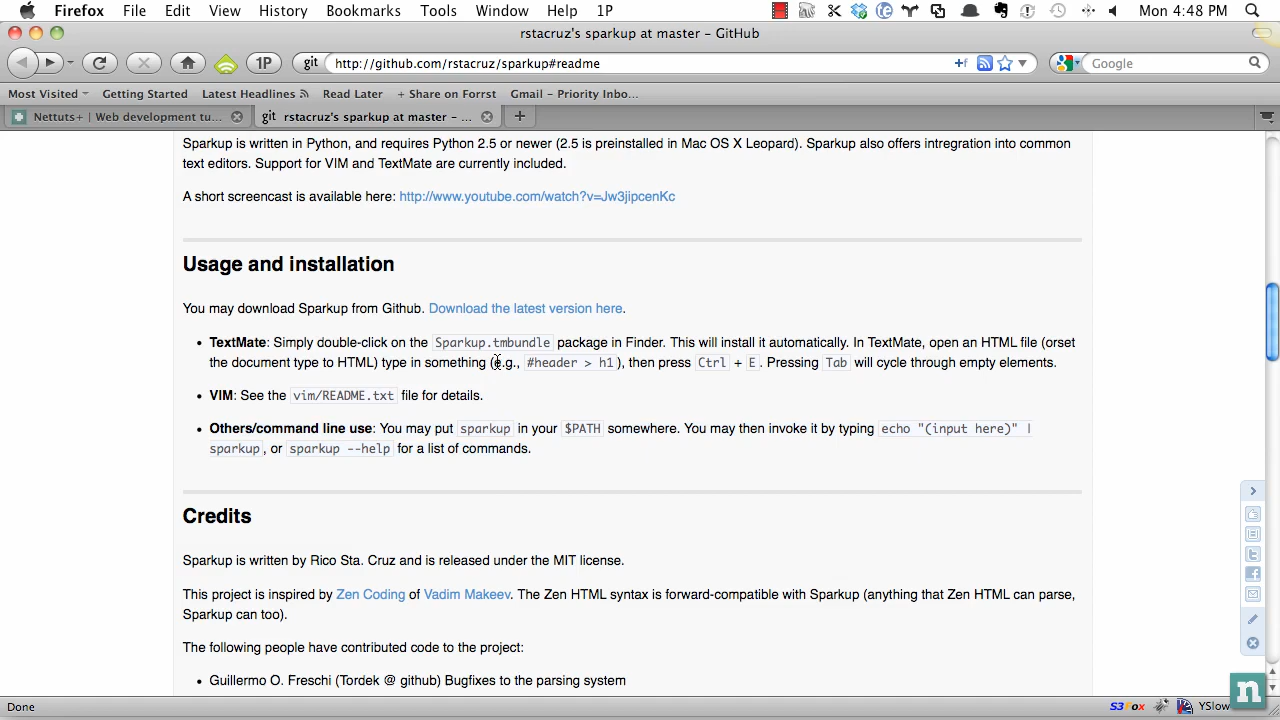 Firefox File Edit View History Bookmarks Tools Window Help 1P Mon 4:48 PM
rstacruz's sparkup at master – GitHub
1P git http://github.com/rstacruz/sparkup#readme +f Google
Most Visited Getting Started Latest Headlines Read Later + Share on Forrst Gmail – Priority Inbo...
Nettuts+ | Web development tu... git rstacruz's sparkup at master – ...
Sparkup is written in Python, and requires Python 2.5 or newer (2.5 is preinstalled in Mac OS X Leopard). Sparkup also offers intregration into common
text editors. Support for VIM and TextMate are currently included.
A short screencast is available here: http://www.youtube.com/watch?v=Jw3jipcenKc
Usage and installation
You may download Sparkup from Github. Download the latest version here.
• TextMate: Simply double-click on the Sparkup.tmbundle package in Finder. This will install it automatically. In TextMate, open an HTML file (orset
the document type to HTML) type in something (e.g., #header > h1 ), then press Ctrl + E . Pressing Tab will cycle through empty elements.
• VIM: See the vim/README.txt file for details.
• Others/command line use: You may put sparkup in your $PATH somewhere. You may then invoke it by typing echo "(input here)" |
sparkup , or sparkup --help for a list of commands.
Credits
Sparkup is written by Rico Sta. Cruz and is released under the MIT license.
This project is inspired by Zen Coding of Vadim Makeev. The Zen HTML syntax is forward-compatible with Sparkup (anything that Zen HTML can parse,
Sparkup can too).
The following people have contributed code to the project:
• Guillermo O. Freschi (Tordek @ github) Bugfixes to the parsing system
n
Done S3Fox YSlow